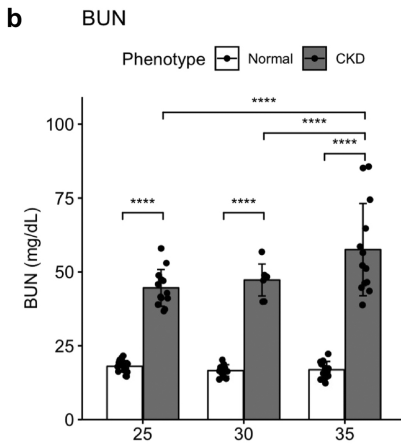 b BUN
Phenotype Normal CKD
****
****
****
**** ****
100
75
50
25
0
BUN (mg/dL)
25 30 35